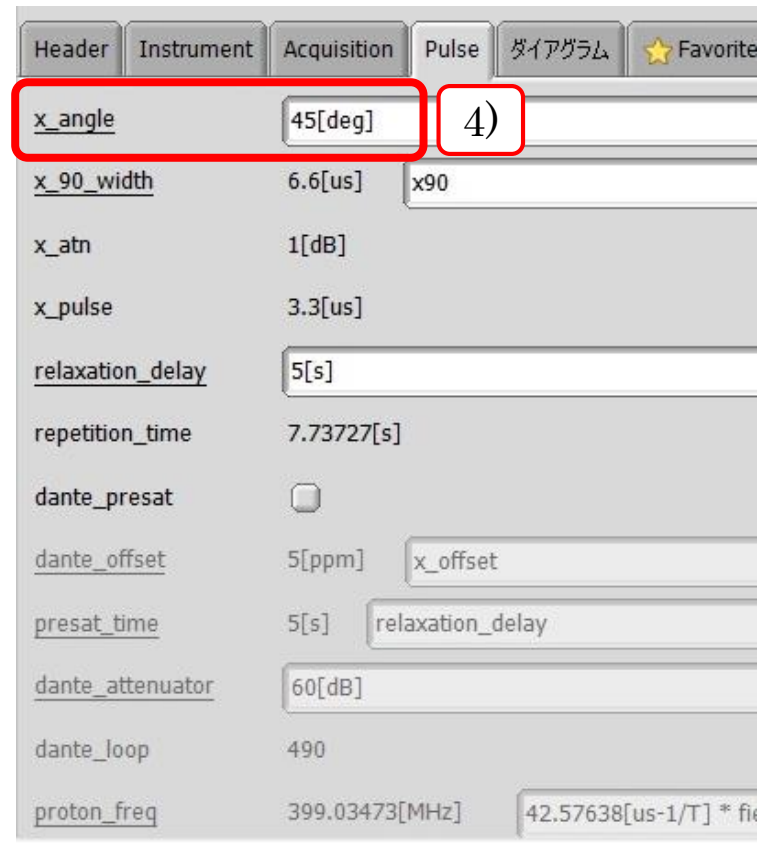 Header Instrument Acquisition Pulse ダイアグラム Favorite
x_angle 45[deg] 4)
x_90_width 6.6[us] x90
x_atn 1[dB]
x_pulse 3.3[us]
relaxation_delay 5[s]
repetition_time 7.73727[s]
dante_presat
dante_offset 5[ppm] x_offset
presat_time 5[s] relaxation_delay
dante_attenuator 60[dB]
dante_loop 490
proton_freq 399.03473[MHz] 42.57638[us-1/T] * fie